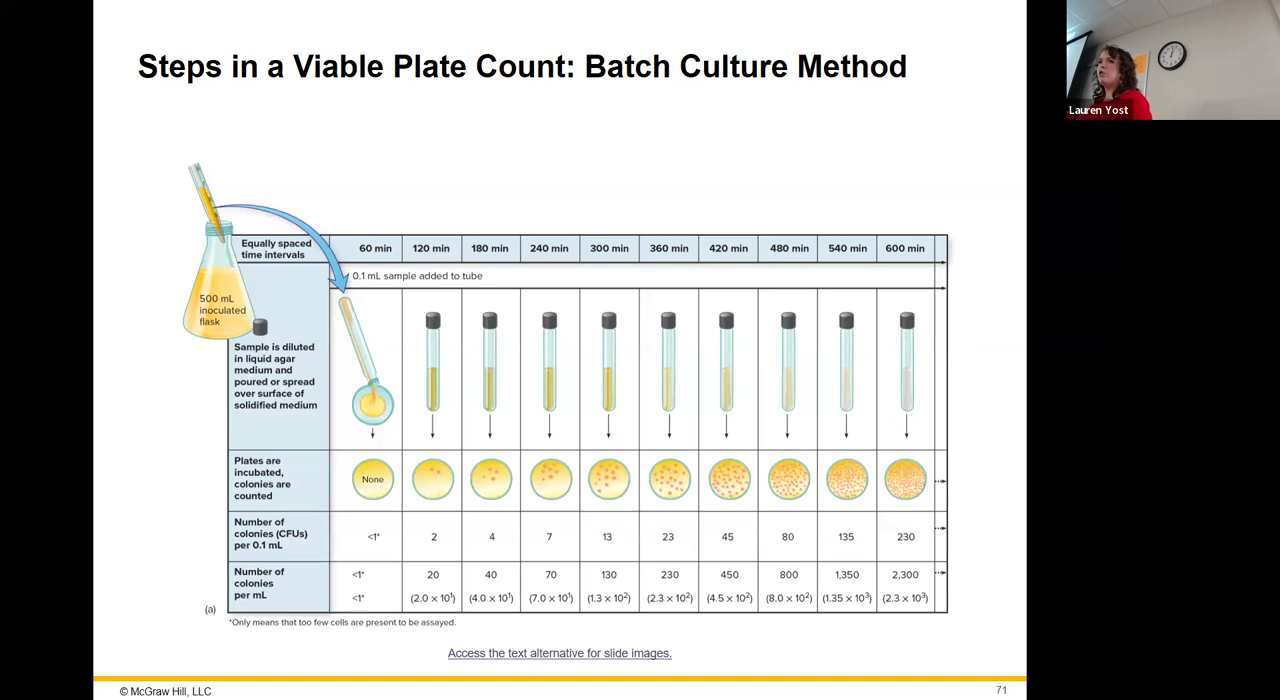 Steps in a Viable Plate Count: Batch Culture Method
Lauren Yost
500 mL
inoculated
flask
Equally spaced
time intervals
60 min 120 min 180 min 240 min 300 min 360 min 420 min 480 min 540 min 600 min
0.1 mL sample added to tube
Sample is diluted
in liquid agar
medium and
poured or spread
over surface of
solidified medium
Plates are
incubated,
colonies are
counted
None
Number of
colonies (CFUs)
per 0.1 mL
<1* 2 4 7 13 23 45 80 135 230
Number of
colonies
per mL
<1* 20 40 70 130 230 450 800 1,350 2,300
<1* (2.0 × 10¹) (4.0 × 10¹) (7.0 × 10¹) (1.3 × 10²) (2.3 × 10²) (4.5 × 10²) (8.0 × 10²) (1.35 × 10³) (2.3 × 10³)
(a)
*Only means that too few cells are present to be assayed.
Access the text alternative for slide images.
© McGraw Hill, LLC
71